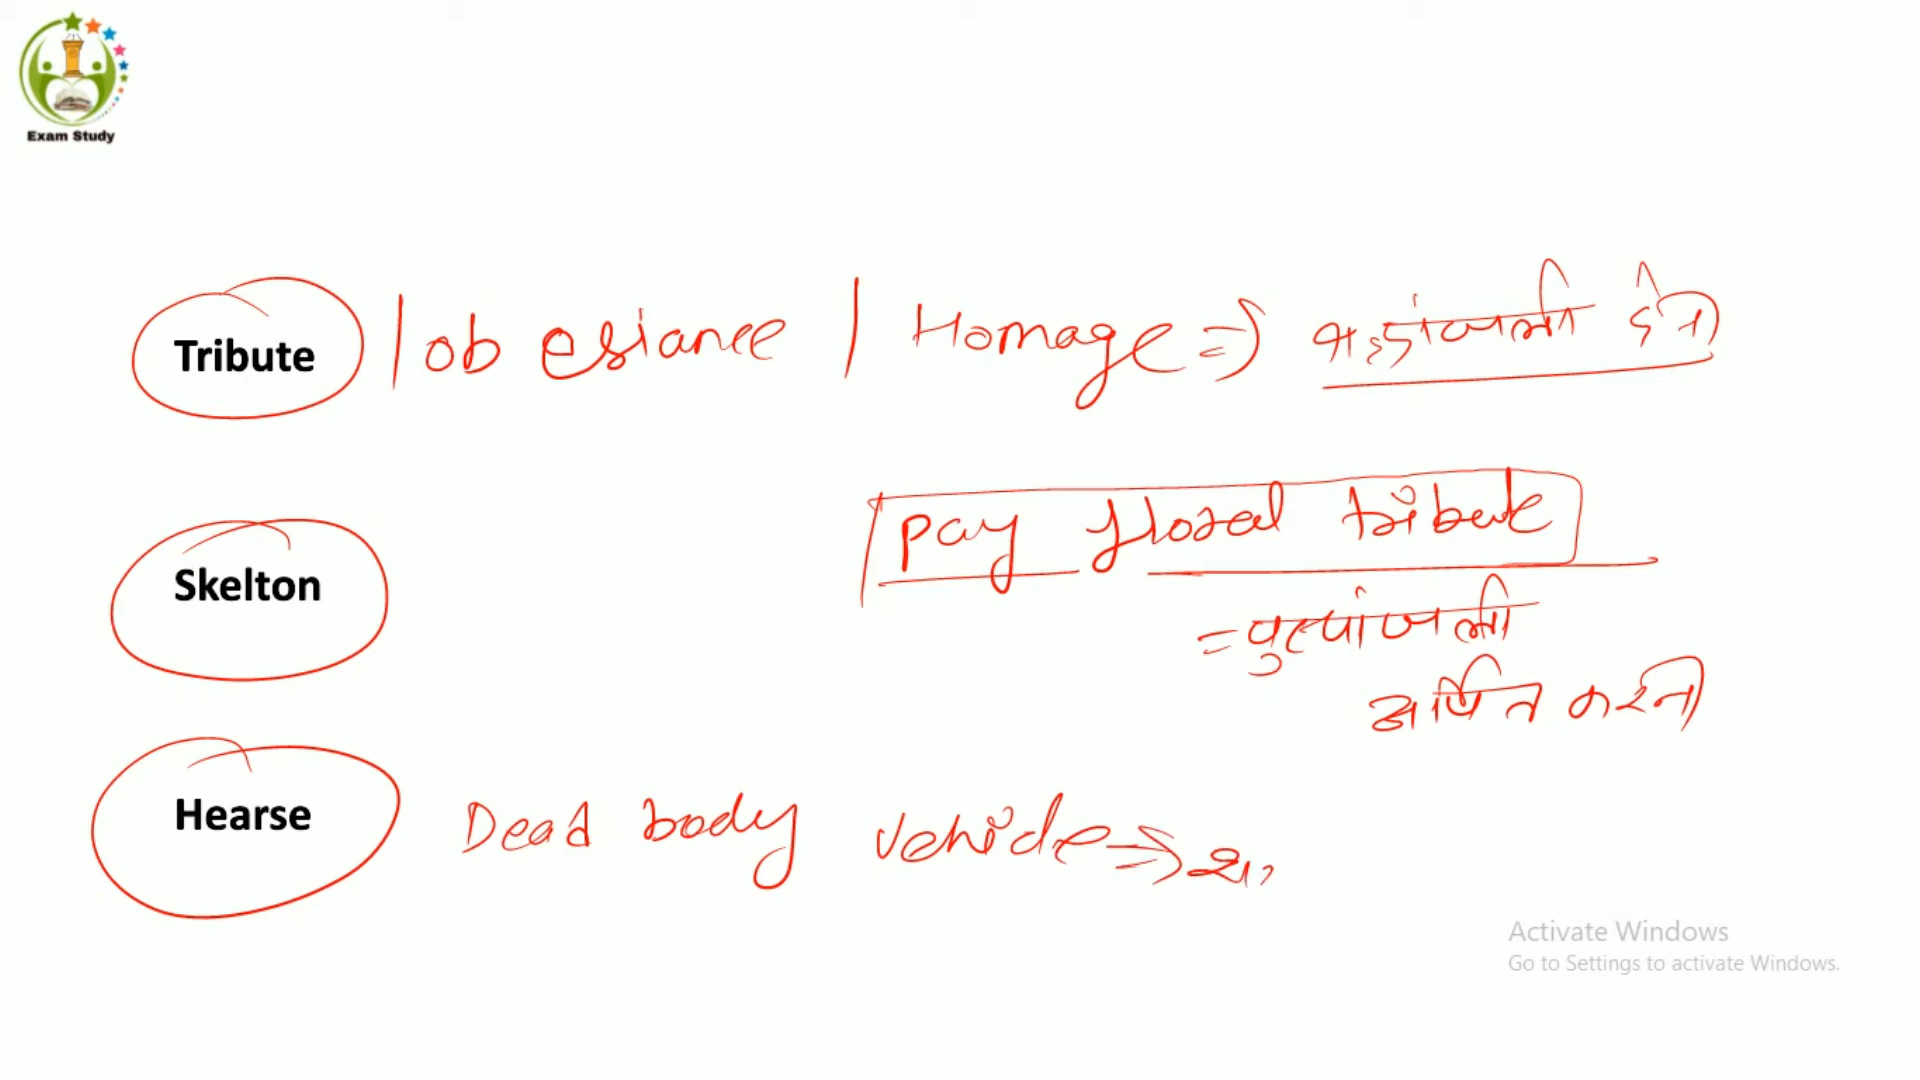 Exam Study
Tribute | obesiance | Homage => श्रद्धांजली देना
Skelton
Pay floral tribute
= पुष्पांजली
अर्पित करना
Hearse Dead body vehicle =>
Activate Windows
Go to Settings to activate Windows.